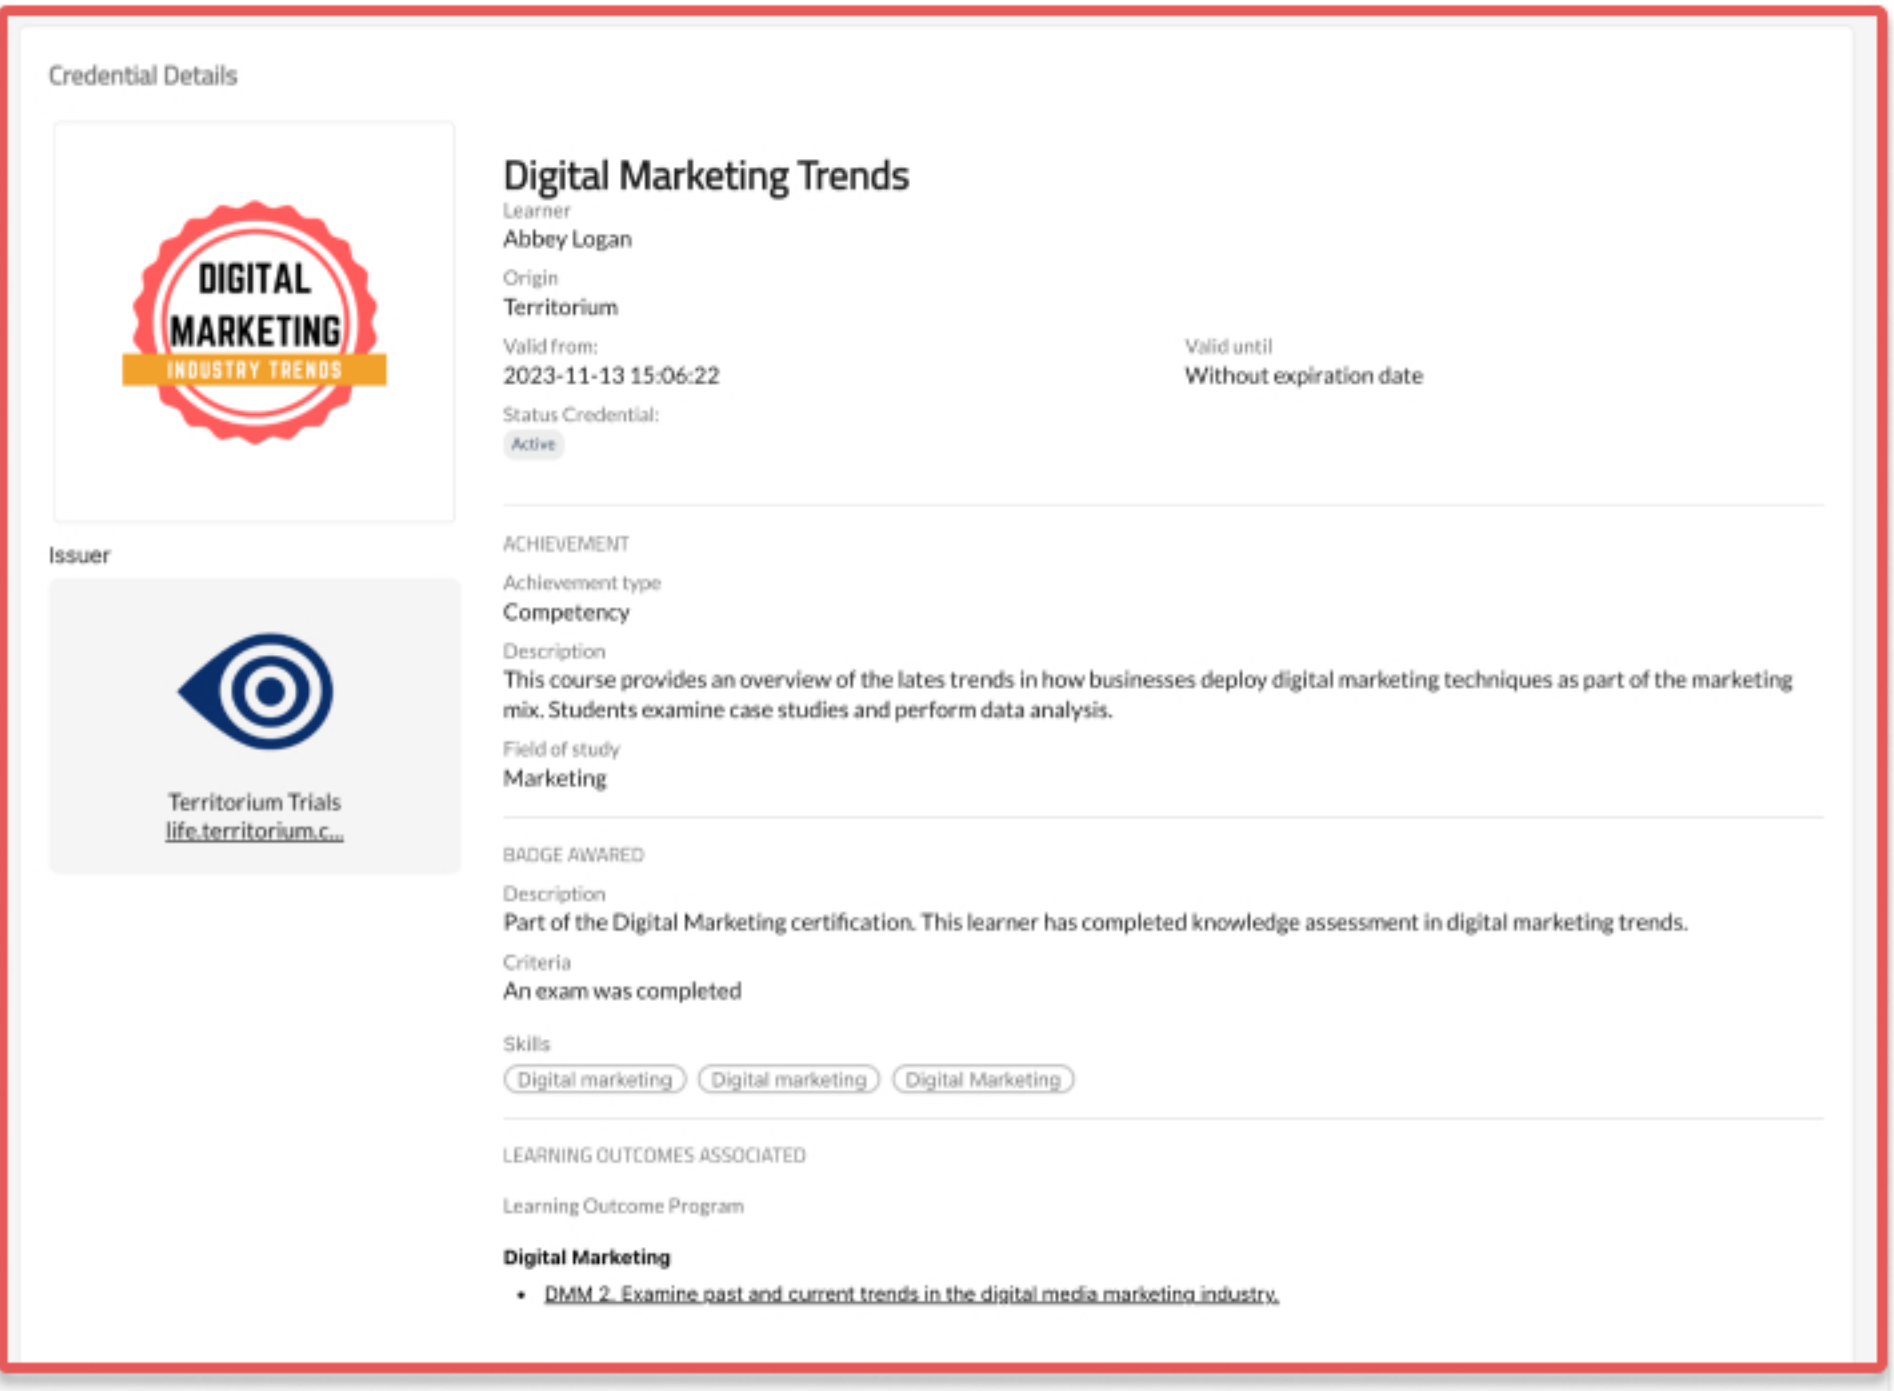 Credential Details
DIGITAL
MARKETING
INDUSTRY TRENDS
Issuer
Territorium Trials
life.territorium.c...
Digital Marketing Trends
Learner
Abbey Logan
Origin
Territorium
Valid from:
2023-11-13 15:06:22
Valid until
Without expiration date
Status Credential:
Active
ACHIEVEMENT
Achievement type
Competency
Description
This course provides an overview of the lates trends in how businesses deploy digital marketing techniques as part of the marketing
mix. Students examine case studies and perform data analysis.
Field of study
Marketing
BADGE AWARED
Description
Part of the Digital Marketing certification. This learner has completed knowledge assessment in digital marketing trends.
Criteria
An exam was completed
Skills
Digital marketing Digital marketing Digital Marketing
LEARNING OUTCOMES ASSOCIATED
Learning Outcome Program
Digital Marketing
• DMM 2. Examine past and current trends in the digital media marketing industry.